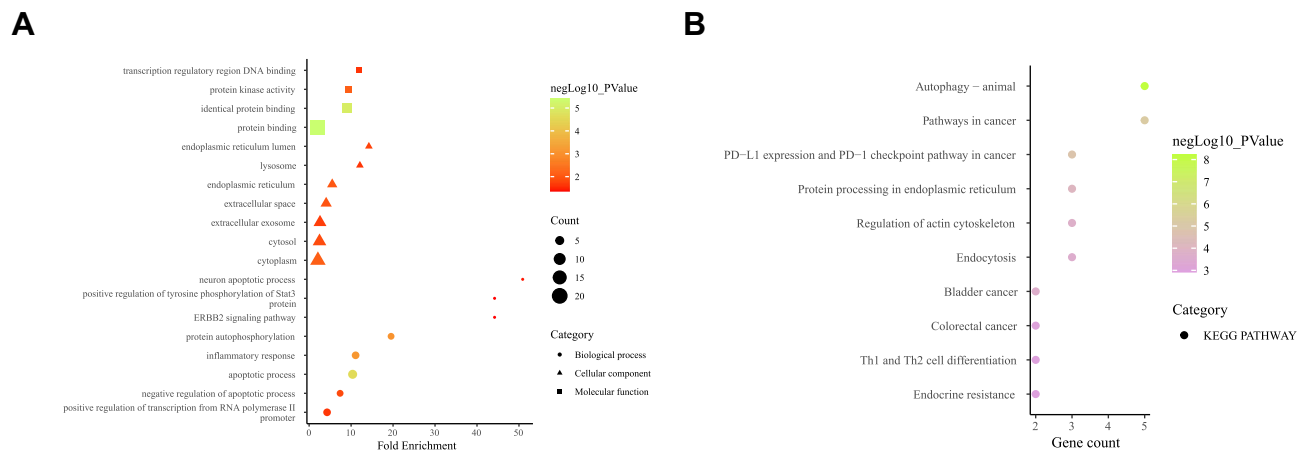 A
transcription regulatory region DNA binding
protein kinase activity
identical protein binding
protein binding
endoplasmic reticulum lumen
lysosome
endoplasmic reticulum
extracellular space
extracellular exosome
cytosol
cytoplasm
neuron apoptotic process
positive regulation of tyrosine phosphorylation of Stat3
protein
ERBB2 signaling pathway
protein autophosphorylation
inflammatory response
apoptotic process
negative regulation of apoptotic process
positive regulation of transcription from RNA polymerase II
promoter
0 10 20 30 40 50
Fold Enrichment
negLog10_PValue
5
4
3
2
Count
5
10
15
20
Category
Biological process
Cellular component
Molecular function
B
Autophagy − animal
Pathways in cancer
PD−L1 expression and PD−1 checkpoint pathway in cancer
Protein processing in endoplasmic reticulum
Regulation of actin cytoskeleton
Endocytosis
Bladder cancer
Colorectal cancer
Th1 and Th2 cell differentiation
Endocrine resistance
2 3 4 5
Gene count
negLog10_PValue
8
7
6
5
4
3
Category
KEGG PATHWAY